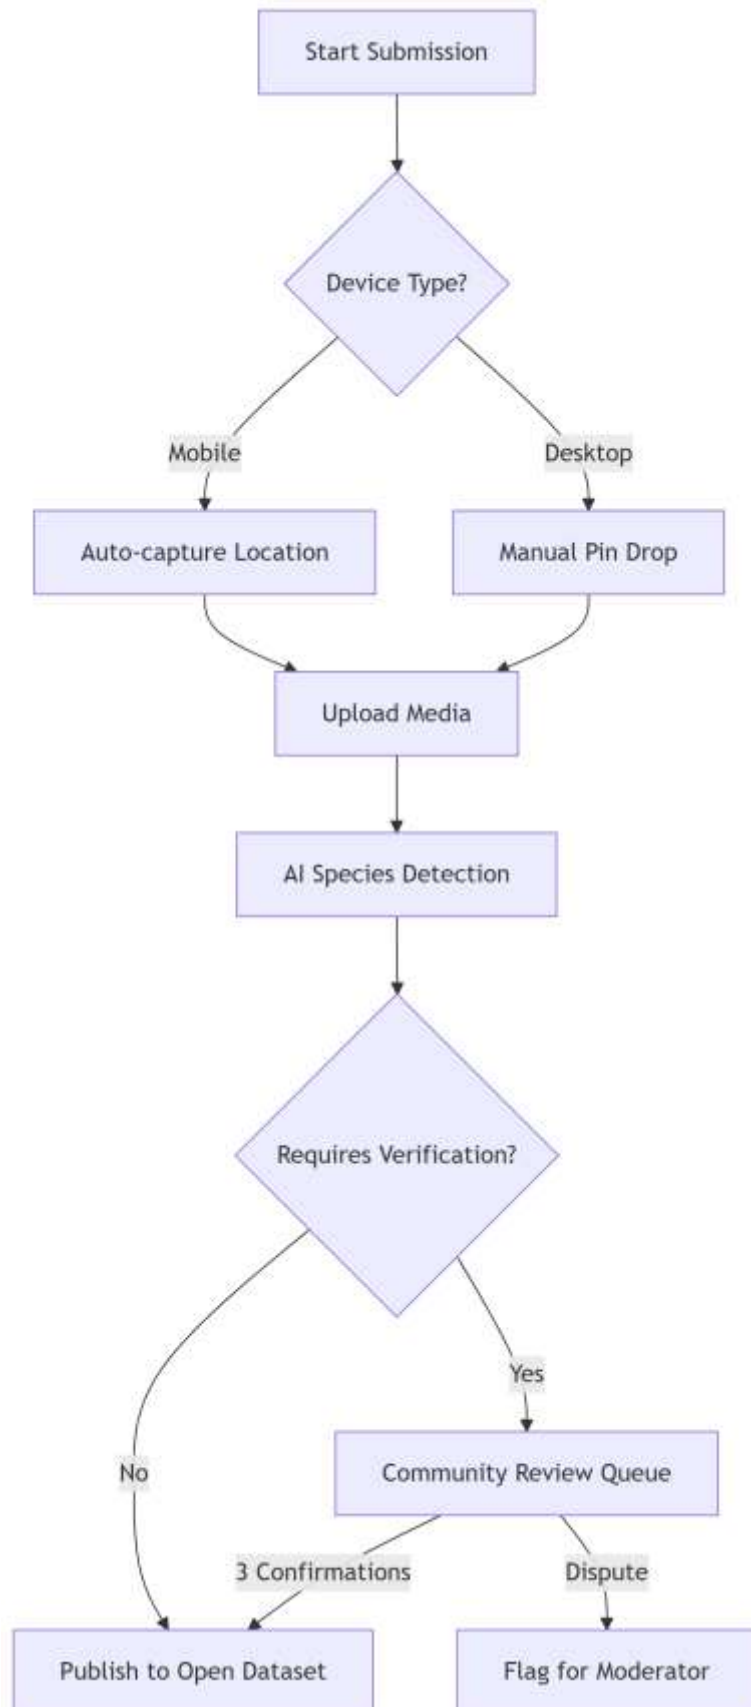 Start Submission
Device Type?
Mobile
Desktop
Auto-capture Location
Manual Pin Drop
Upload Media
AI Species Detection
Requires Verification?
Yes
No
Community Review Queue
3 Confirmations
Dispute
Publish to Open Dataset
Flag for Moderator